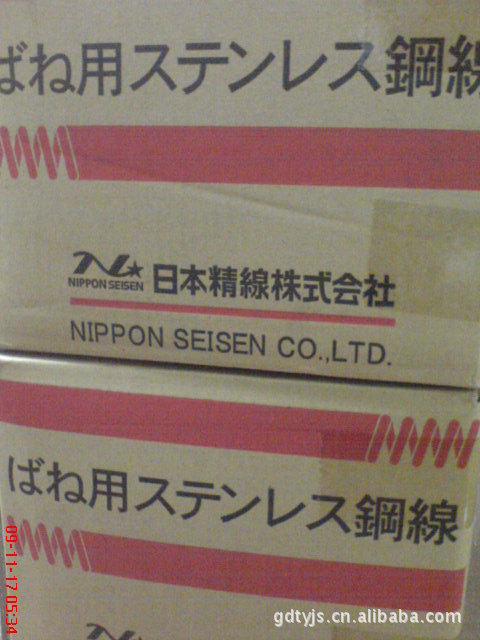 ばね用ステンレス鋼線
NIPPON SEISEN 日本精線株式会社
NIPPON SEISEN CO.,LTD.
ばね用ステンレス鋼線
09-11-17 05:34
gdtyjs.cn.alibaba.com